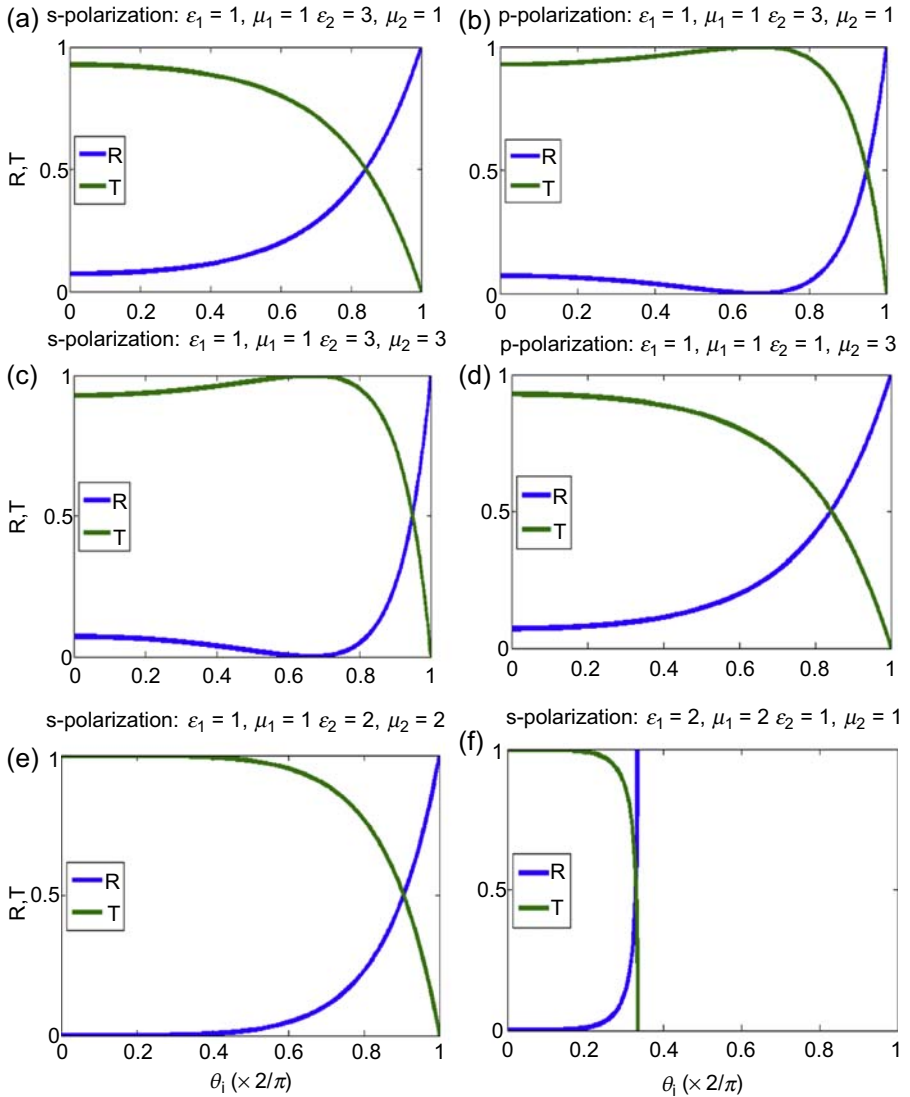 (a) s-polarization: ε₁ = 1, μ₁ = 1 ε₂ = 3, μ₂ = 1
1
0.5
0
R,T
R
T
0 0.2 0.4 0.6 0.8 1
(b) p-polarization: ε₁ = 1, μ₁ = 1 ε₂ = 3, μ₂ = 1
1
0.5
0
R
T
0 0.2 0.4 0.6 0.8 1
(c) s-polarization: ε₁ = 1, μ₁ = 1 ε₂ = 3, μ₂ = 3
1
0.5
0
R,T
R
T
0 0.2 0.4 0.6 0.8 1
(d) p-polarization: ε₁ = 1, μ₁ = 1 ε₂ = 1, μ₂ = 3
1
0.5
0
R
T
0 0.2 0.4 0.6 0.8 1
(e) s-polarization: ε₁ = 1, μ₁ = 1 ε₂ = 2, μ₂ = 2
1
0.5
0
R,T
R
T
0 0.2 0.4 0.6 0.8 1
θᵢ (× 2/π)
(f) s-polarization: ε₁ = 2, μ₁ = 2 ε₂ = 1, μ₂ = 1
1
0.5
0
R
T
0 0.2 0.4 0.6 0.8 1
θᵢ (× 2/π)